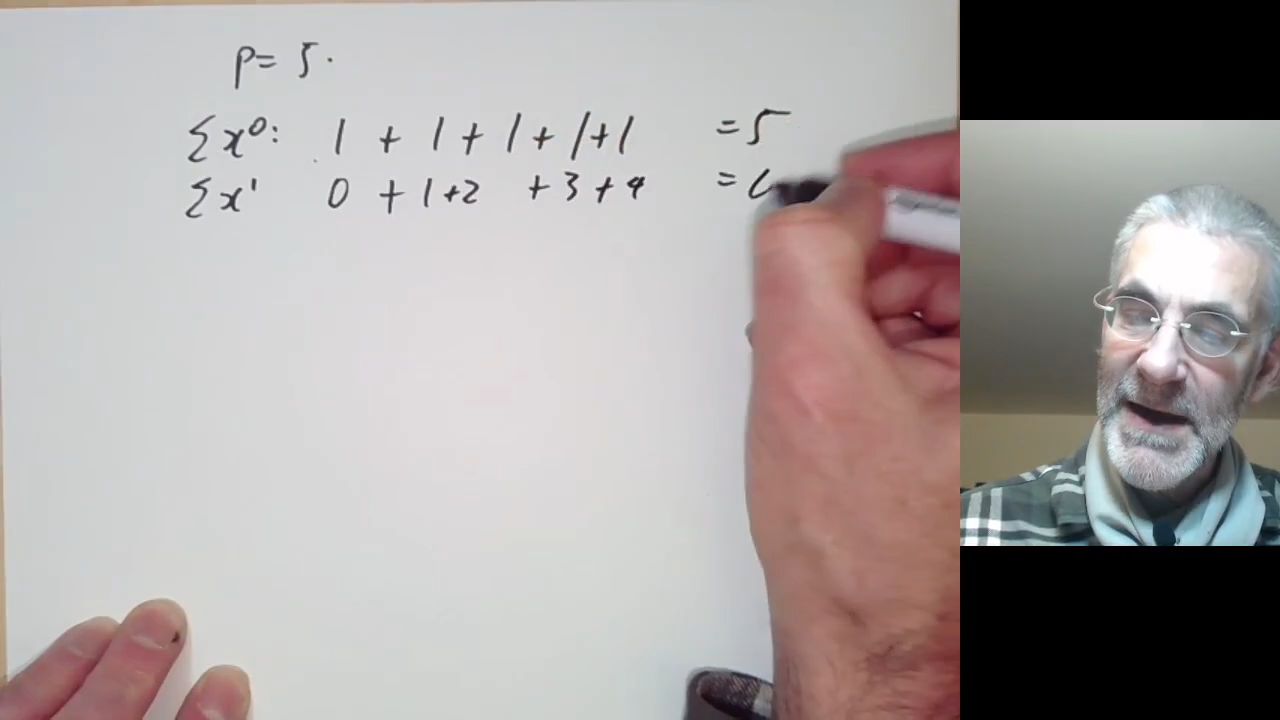 p= 5.
Σx⁰: 1 + 1 + 1 + 1 + 1 = 5
Σx¹ 0 + 1 + 2 + 3 + 4 =